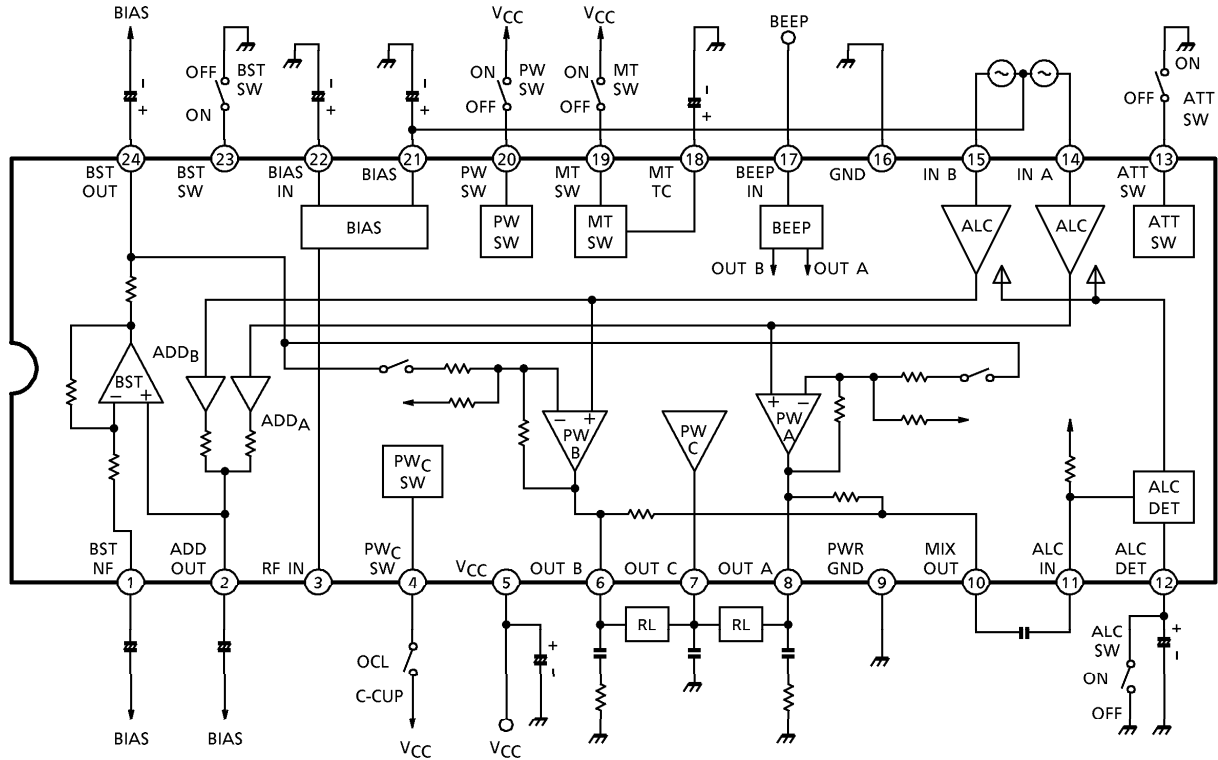 BIAS
VCC
VCC
BEEP
OFF
BST
SW
ON
-
+
-
+
-
+
ON
PW
SW
OFF
ON
MT
SW
OFF
-
+
~
~
ON
OFF
ATT
SW
24
23
22
21
20
19
18
17
16
15
14
13
BST
OUT
BST
SW
BIAS
IN
BIAS
PW
SW
MT
SW
MT
TC
BEEP
IN
GND
IN B
IN A
ATT
SW
BIAS
PW
SW
MT
SW
BEEP
ALC
ALC
ATT
SW
OUT B
OUT A
ADDB
BST
- +
ADDA
- +
PW
B
PW
C
+ -
PW
A
PWC
SW
ALC
DET
BST
NF
ADD
OUT
RF IN
PWC
SW
VCC
OUT B
OUT C
OUT A
PWR
GND
MIX
OUT
ALC
IN
ALC
DET
1
2
3
4
5
6
7
8
9
10
11
12
RL
RL
OCL
C-CUP
+
-
ALC
SW
ON
OFF
+
-
BIAS
BIAS
VCC
VCC